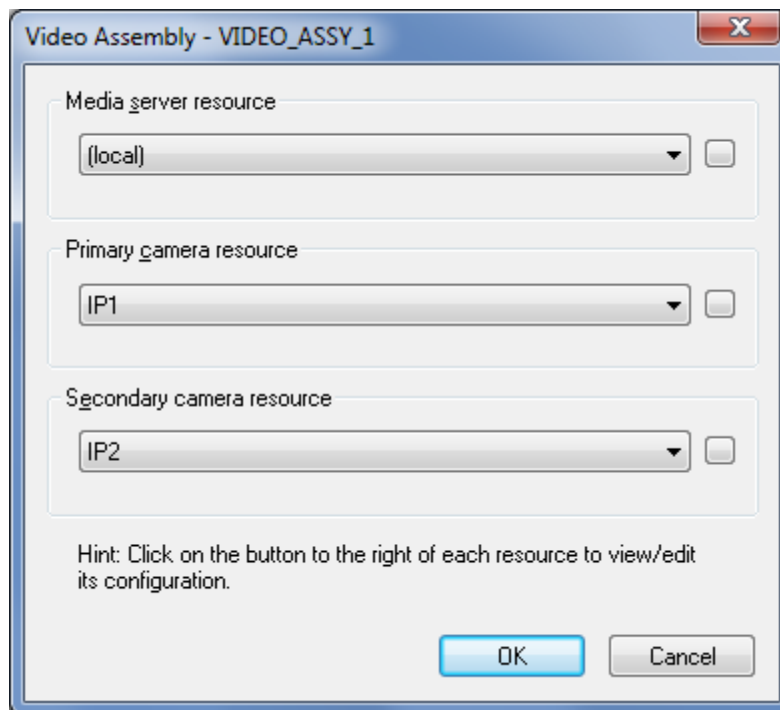 Video Assembly - VIDEO_ASSY_1
Media server resource
(local)
Primary camera resource
IP1
Secondary camera resource
IP2
Hint: Click on the button to the right of each resource to view/edit
its configuration.
OK
Cancel